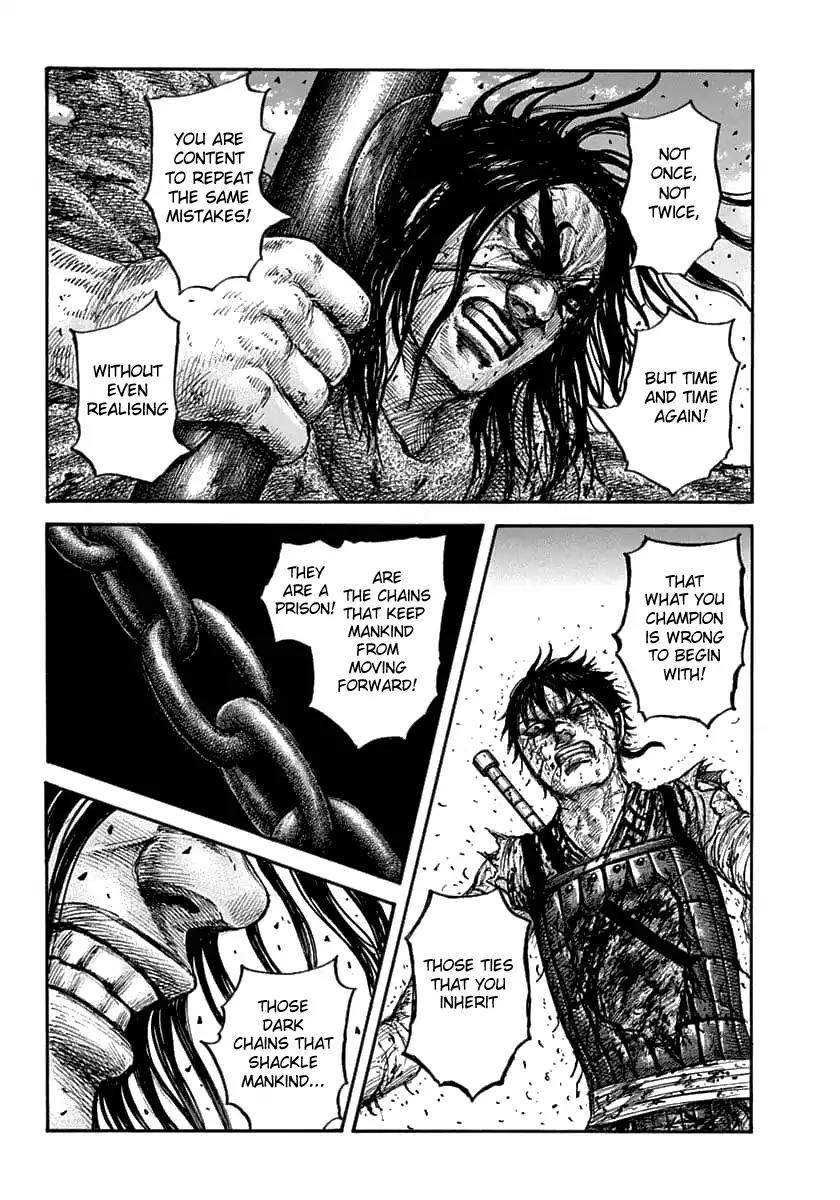 NOT
ONCE,
NOT
TWICE,
BUT TIME
AND TIME
AGAIN!
YOU ARE
CONTENT
TO REPEAT
THE SAME
MISTAKES!
WITHOUT
EVEN
REALISING
THAT
WHAT YOU
CHAMPION
IS WRONG
TO BEGIN
WITH!
THOSE TIES
THAT YOU
INHERIT
ARE
THE CHAINS
THAT KEEP
MANKIND
FROM
MOVING
FORWARD!
THEY
ARE A
PRISON!
THOSE
DARK
CHAINS THAT
SHACKLE
MANKIND...